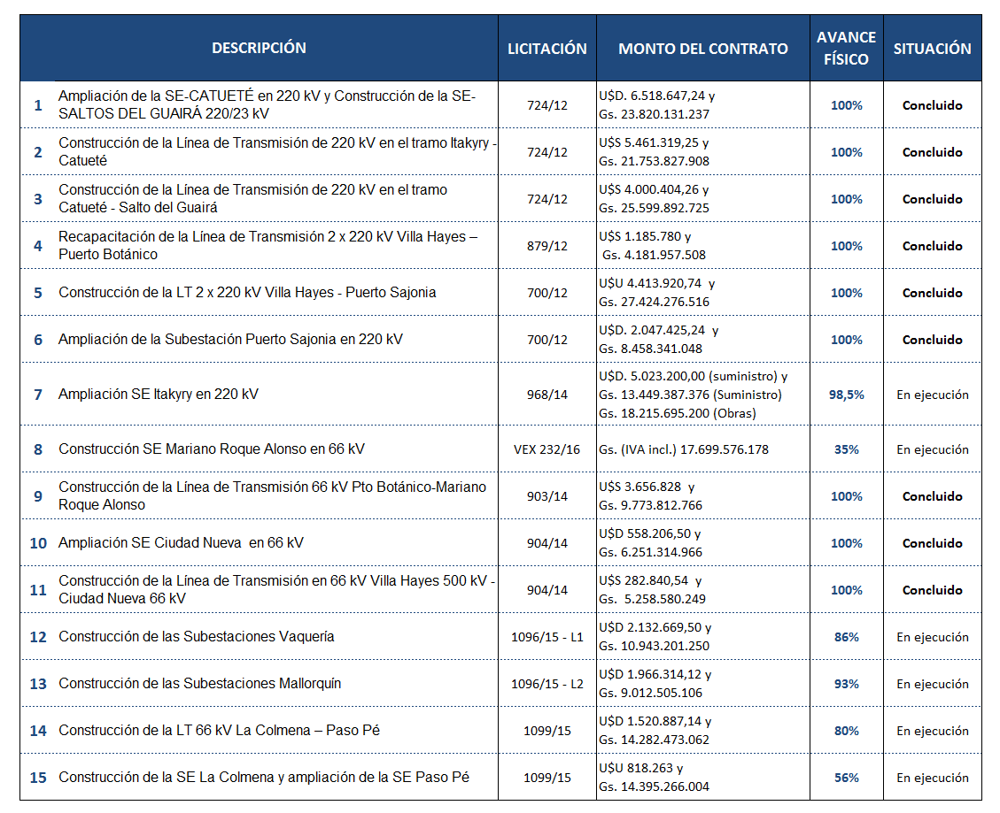 DESCRIPCIÓN LICITACIÓN MONTO DEL CONTRATO AVANCE FÍSICO SITUACIÓN
1 Ampliación de la SE-CATUETÉ en 220 kV y Construcción de la SE-
SALTOS DEL GUAIRÁ 220/23 kV
724/12
U$D. 6.518.647,24 y
Gs. 23.820.131.237
100%
Concluido
2 Construcción de la Línea de Transmisión de 220 kV en el tramo Itakyry -
Catueté
724/12
U$S 5.461.319,25 y
Gs. 21.753.827.908
100%
Concluido
3 Construcción de la Línea de Transmisión de 220 kV en el tramo
Catueté - Salto del Guairá
724/12
U$S 4.000.404,26 y
Gs. 25.599.892.725
100%
Concluido
4 Recapacitación de la Línea de Transmisión 2 x 220 kV Villa Hayes –
Puerto Botánico
879/12
U$S 1.185.780 y
Gs. 4.181.957.508
100%
Concluido
5 Construcción de la LT 2 x 220 kV Villa Hayes - Puerto Sajonia
700/12
U$U 4.413.920,74 y
Gs. 27.424.276.516
100%
Concluido
6 Ampliación de la Subestación Puerto Sajonia en 220 kV
700/12
U$D. 2.047.425,24 y
Gs. 8.458.341.048
100%
Concluido
7 Ampliación SE Itakyry en 220 kV
968/14
U$D. 5.023.200,00 (suministro) y
Gs. 13.449.387.376 (Suministro)
Gs. 18.215.695.200 (Obras)
98,5%
En ejecución
8 Construcción SE Mariano Roque Alonso en 66 kV
VEX 232/16
Gs. (IVA incl.) 17.699.576.178
35%
En ejecución
9 Construcción de la Línea de Transmisión 66 kV Pto Botánico-Mariano
Roque Alonso
903/14
U$S 3.656.828 y
Gs. 9.773.812.766
100%
Concluido
10 Ampliación SE Ciudad Nueva en 66 kV
904/14
U$D 558.206,50 y
Gs. 6.251.314.966
100%
Concluido
11 Construcción de la Línea de Transmisión en 66 kV Villa Hayes 500 kV -
Ciudad Nueva 66 kV
904/14
U$S 282.840,54 y
Gs. 5.258.580.249
100%
Concluido
12 Construcción de las Subestaciones Vaquería
1096/15 - L1
U$D 2.132.669,50 y
Gs. 10.943.201.250
86%
En ejecución
13 Construcción de las Subestaciones Mallorquín
1096/15 - L2
U$D 1.966.314,12 y
Gs. 9.012.505.106
93%
En ejecución
14 Construcción de la LT 66 kV La Colmena – Paso Pé
1099/15
U$D 1.520.887,14 y
Gs. 14.282.473.062
80%
En ejecución
15 Construcción de la SE La Colmena y ampliación de la SE Paso Pé
1099/15
U$U 818.263 y
Gs. 14.395.266.004
56%
En ejecución